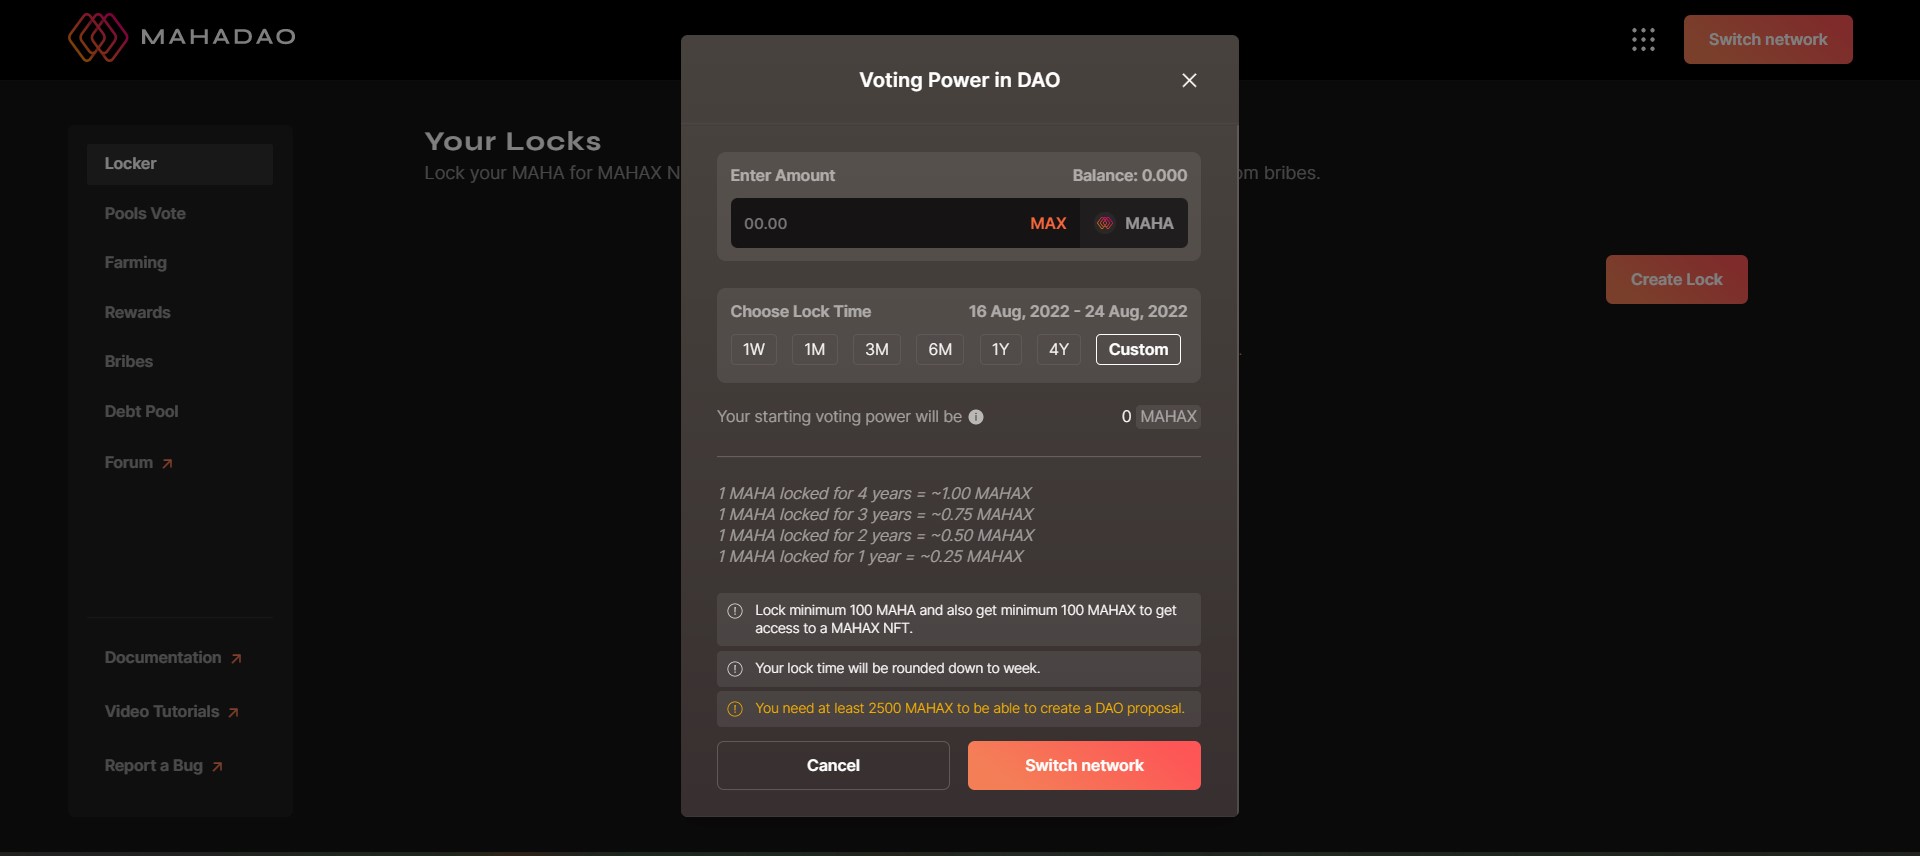 MAHADAO
Switch network
Locker
Pools Vote
Farming
Rewards
Bribes
Debt Pool
Forum
Documentation
Video Tutorials
Report a Bug
Your Locks
Lock your MAHA for MAHAX
bribes.
Create Lock
Voting Power in DAO
Enter Amount Balance: 0.000
00.00 MAX MAHA
Choose Lock Time 16 Aug, 2022 - 24 Aug, 2022
1W 1M 3M 6M 1Y 4Y Custom
Your starting voting power will be 0 MAHAX
1 MAHA locked for 4 years = ~1.00 MAHAX
1 MAHA locked for 3 years = ~0.75 MAHAX
1 MAHA locked for 2 years = ~0.50 MAHAX
1 MAHA locked for 1 year = ~0.25 MAHAX
Lock minimum 100 MAHA and also get minimum 100 MAHAX to get
access to a MAHAX NFT.
Your lock time will be rounded down to week.
You need at least 2500 MAHAX to be able to create a DAO proposal.
Cancel Switch network